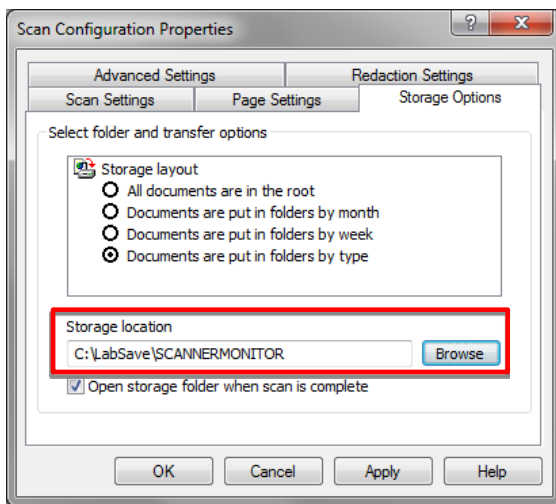 Scan Configuration Properties
Advanced Settings
Redaction Settings
Scan Settings
Page Settings
Storage Options
Select folder and transfer options
Storage layout
All documents are in the root
Documents are put in folders by month
Documents are put in folders by week
Documents are put in folders by type
Storage location
C:\LabSave\SCANNERMONITOR
Browse
Open storage folder when scan is complete
OK
Cancel
Apply
Help